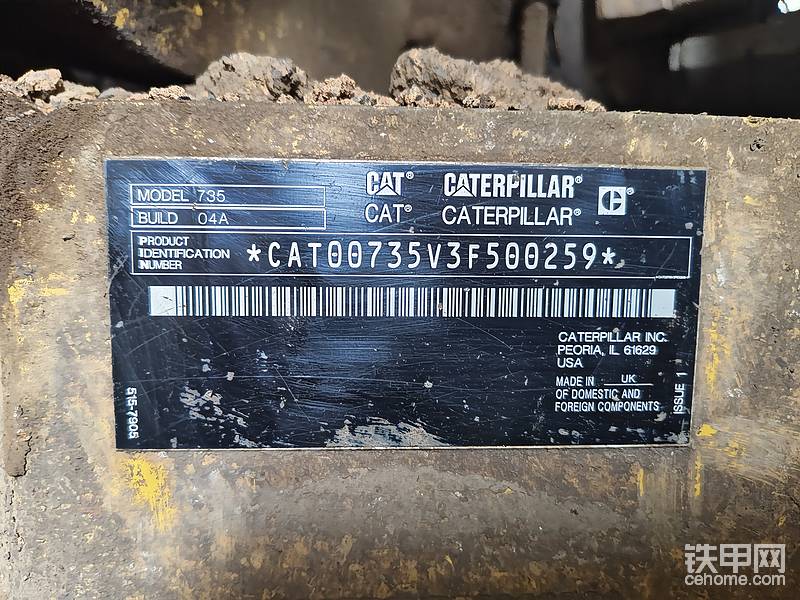 MODEL 735
BUILD 04A
CAT® CATERPILLAR® C®
CAT® CATERPILLAR®
PRODUCT
IDENTIFICATION
NUMBER
*CAT00735V3F500259*
CATERPILLAR INC.
PEORIA, IL 61629
USA
MADE IN UK
OF DOMESTIC AND
FOREIGN COMPONENTS
515-7905
ISSUE 1
铁甲网
cehome.com